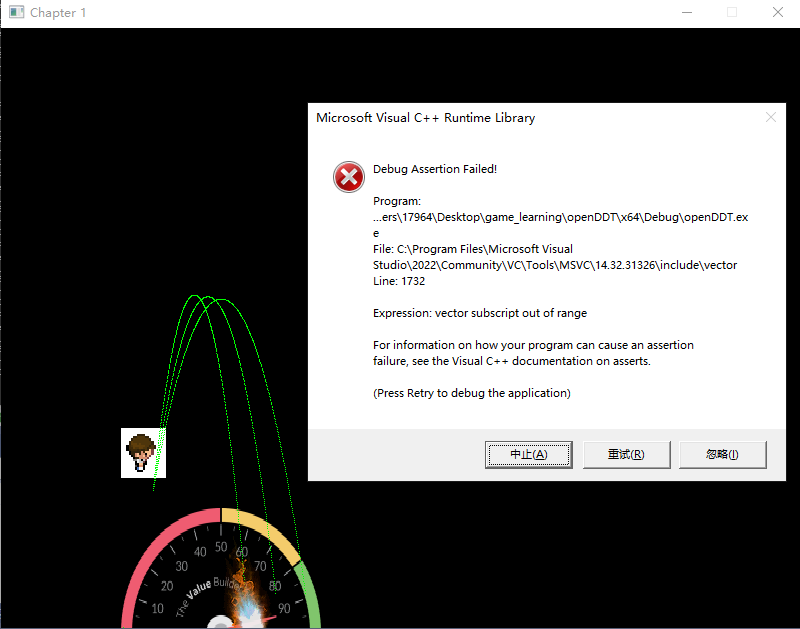 Chapter 1
Microsoft Visual C++ Runtime Library
Debug Assertion Failed!
Program:
...ers\17964\Desktop\game_learning\openDDT\x64\Debug\openDDT.ex
e
File: C:\Program Files\Microsoft Visual
Studio\2022\Community\VC\Tools\MSVC\14.32.31326\include\vector
Line: 1732
Expression: vector subscript out of range
For information on how your program can cause an assertion
failure, see the Visual C++ documentation on asserts.
(Press Retry to debug the application)
中止(A)
重试(R)
忽略(I)
10
20
30
40
50
60
70
80
90
The Value